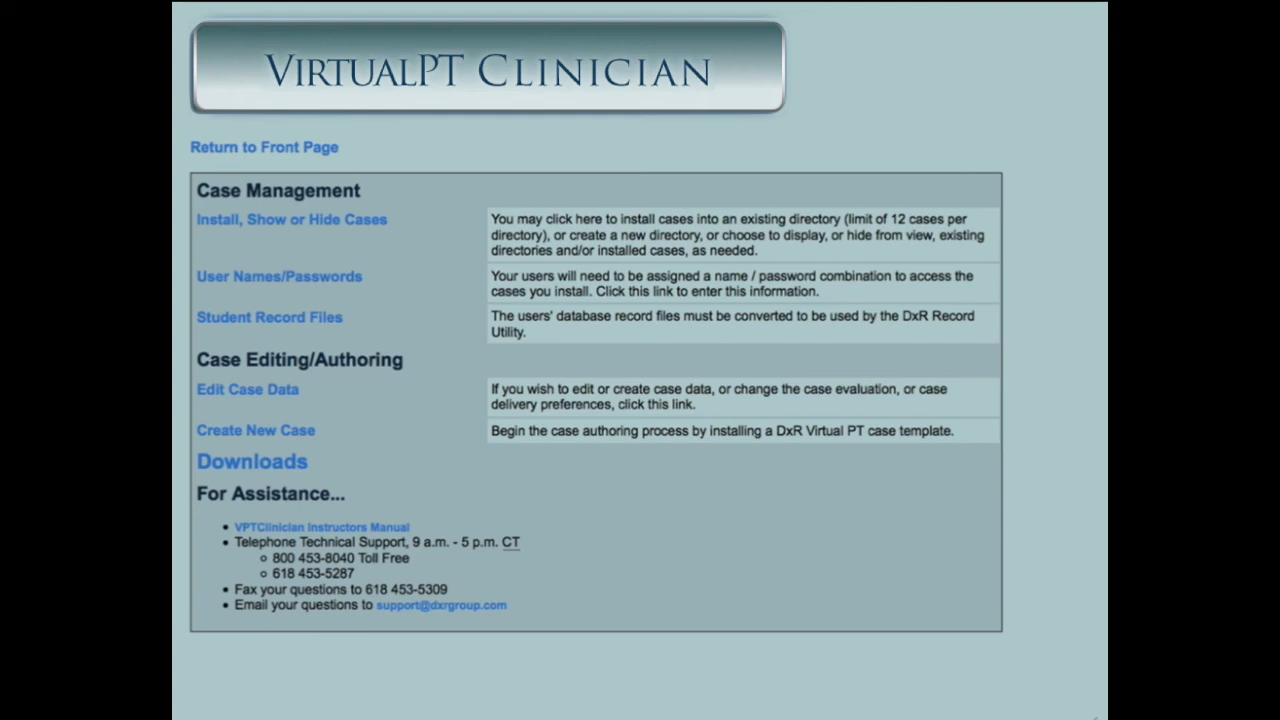 VIRTUALPT CLINICIAN
Return to Front Page
Case Management
Install, Show or Hide Cases
You may click here to install cases into an existing directory (limit of 12 cases per
directory), or create a new directory, or choose to display, or hide from view, existing
directories and/or installed cases, as needed.
User Names/Passwords
Your users will need to be assigned a name / password combination to access the
cases you install. Click this link to enter this information.
Student Record Files
The users' database record files must be converted to be used by the DxR Record
Utility.
Case Editing/Authoring
Edit Case Data
If you wish to edit or create case data, or change the case evaluation, or case
delivery preferences, click this link.
Create New Case
Begin the case authoring process by installing a DxR Virtual PT case template.
Downloads
For Assistance...
• VPTClinician Instructors Manual
• Telephone Technical Support, 9 a.m. - 5 p.m. CT
○ 800 453-8040 Toll Free
○ 618 453-5287
• Fax your questions to 618 453-5309
• Email your questions to support@dxrgroup.com